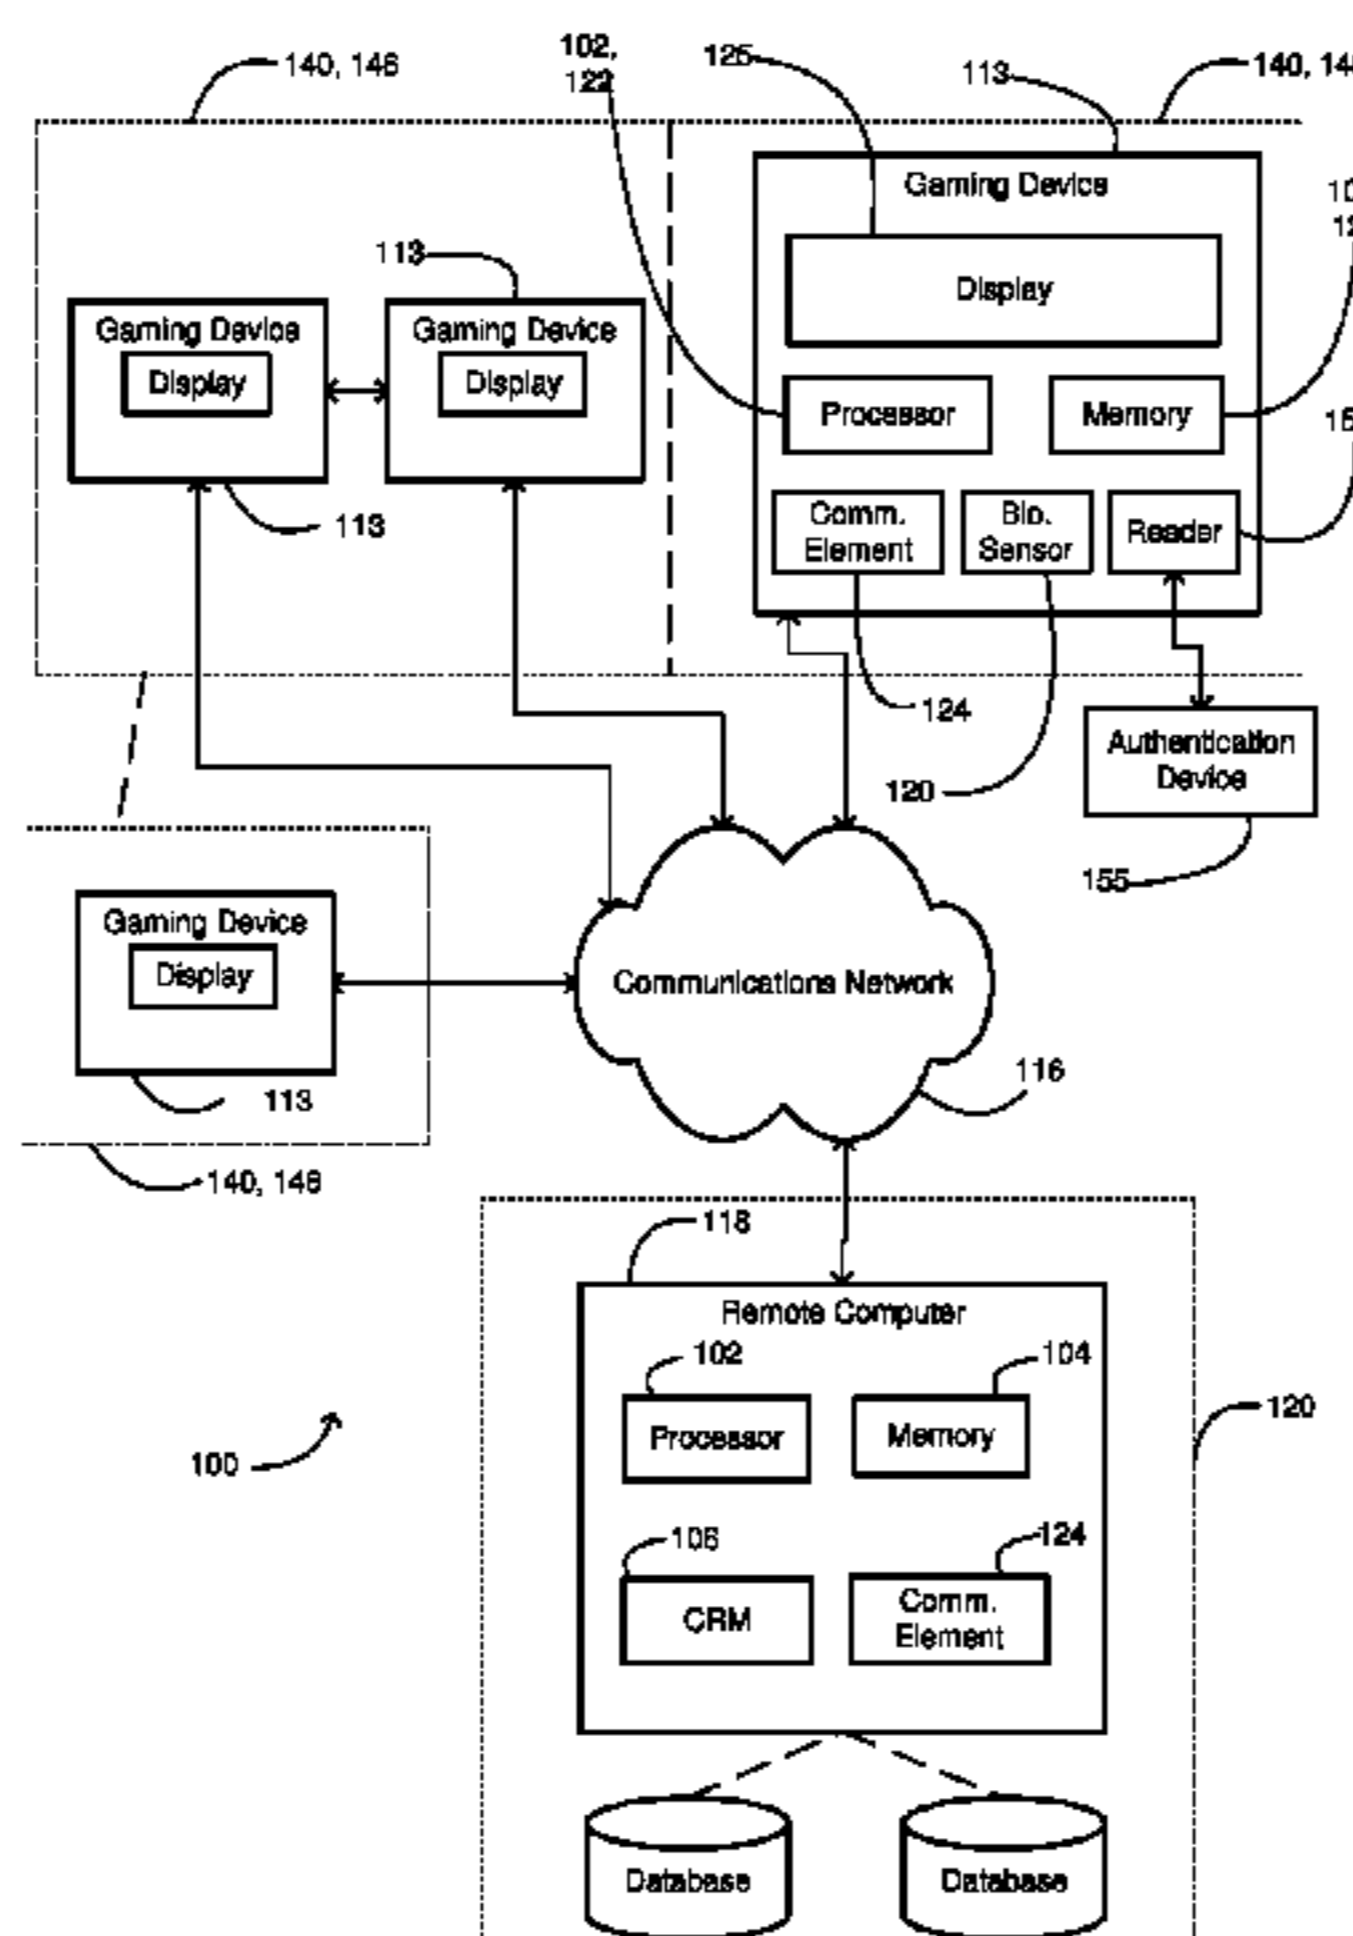 140, 146
102,
122
125
113
140, 14
Gaming Device
Display
113
Gaming Device
Display
Gaming Device
Display
Processor
Memory
113
Comm.
Element
Bio.
Sensor
Reader
124
120
Authentication
Device
155
Gaming Device
Display
113
140, 146
Communications Network
116
118
Remote Computer
102
Processor
104
Memory
106
CRM
124
Comm.
Element
120
100
Database
Database